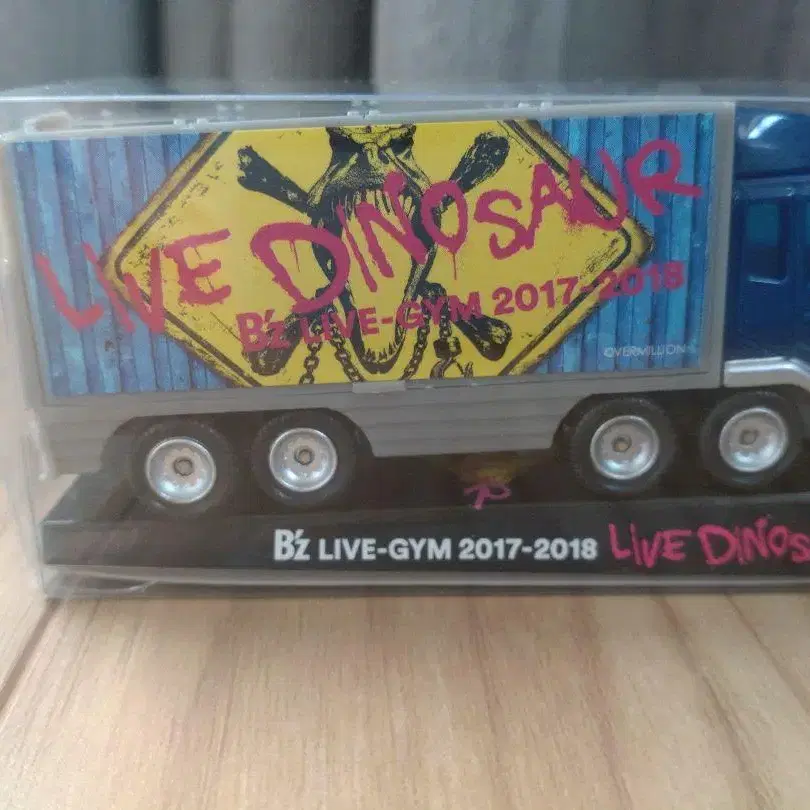 LIVE DINOSAUR
B'z LIVE-GYM 2017-2018
OVERMILLION
B'z LIVE-GYM 2017-2018 LIVE DINOS